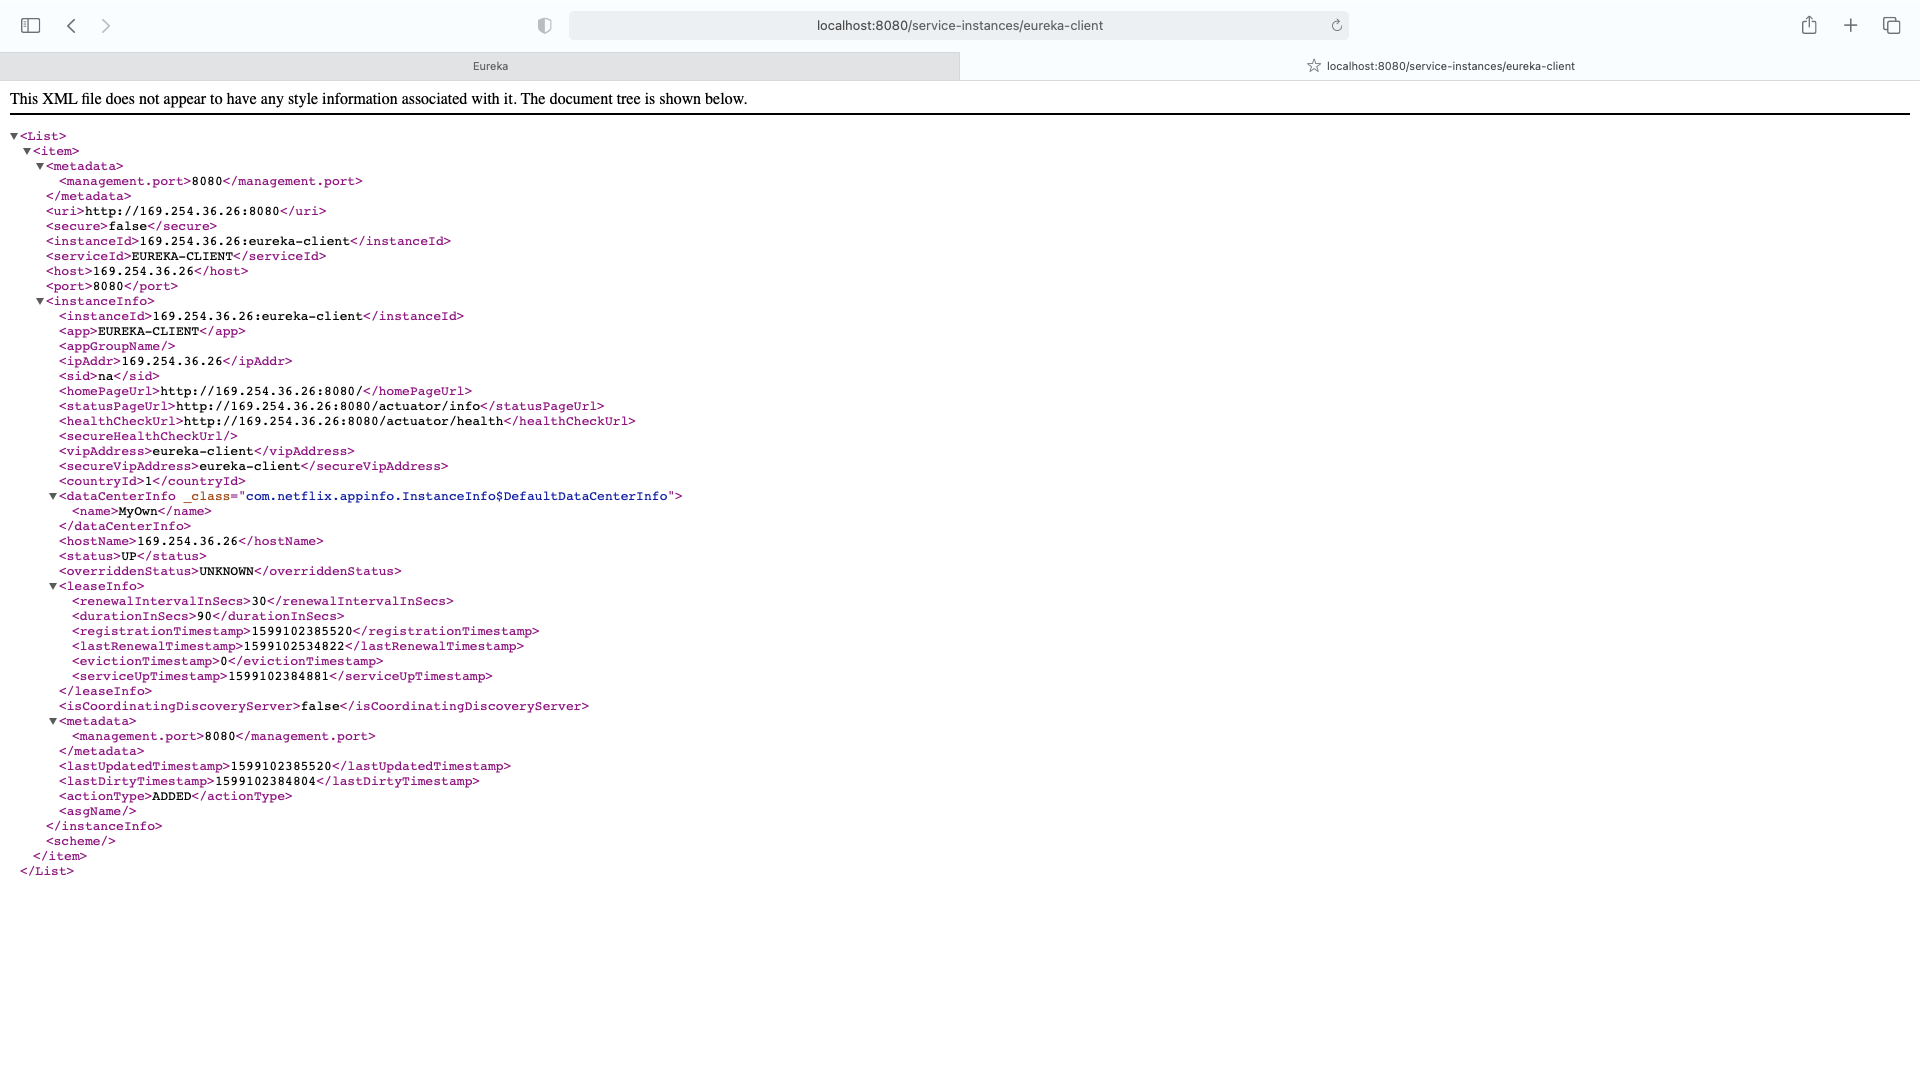 localhost:8080/service-instances/eureka-client
Eureka
localhost:8080/service-instances/eureka-client
This XML file does not appear to have any style information associated with it. The document tree is shown below.
<List>
<item>
<metadata>
<management.port>8080</management.port>
</metadata>
<uri>http://169.254.36.26:8080</uri>
<secure>false</secure>
<instanceId>169.254.36.26:eureka-client</instanceId>
<serviceId>EUREKA-CLIENT</serviceId>
<host>169.254.36.26</host>
<port>8080</port>
<instanceInfo>
<instanceId>169.254.36.26:eureka-client</instanceId>
<app>EUREKA-CLIENT</app>
<appGroupName/>
<ipAddr>169.254.36.26</ipAddr>
<sid>na</sid>
<homePageUrl>http://169.254.36.26:8080/</homePageUrl>
<statusPageUrl>http://169.254.36.26:8080/actuator/info</statusPageUrl>
<healthCheckUrl>http://169.254.36.26:8080/actuator/health</healthCheckUrl>
<secureHealthCheckUrl/>
<vipAddress>eureka-client</vipAddress>
<secureVipAddress>eureka-client</secureVipAddress>
<countryId>1</countryId>
<dataCenterInfo _class="com.netflix.appinfo.InstanceInfo$DefaultDataCenterInfo">
<name>MyOwn</name>
</dataCenterInfo>
<hostName>169.254.36.26</hostName>
<status>UP</status>
<overriddenStatus>UNKNOWN</overriddenStatus>
<leaseInfo>
<renewalIntervalInSecs>30</renewalIntervalInSecs>
<durationInSecs>90</durationInSecs>
<registrationTimestamp>1599102385520</registrationTimestamp>
<lastRenewalTimestamp>1599102534822</lastRenewalTimestamp>
<evictionTimestamp>0</evictionTimestamp>
<serviceUpTimestamp>1599102384881</serviceUpTimestamp>
</leaseInfo>
<isCoordinatingDiscoveryServer>false</isCoordinatingDiscoveryServer>
<metadata>
<management.port>8080</management.port>
</metadata>
<lastUpdatedTimestamp>1599102385520</lastUpdatedTimestamp>
<lastDirtyTimestamp>1599102384804</lastDirtyTimestamp>
<actionType>ADDED</actionType>
<asgName/>
</instanceInfo>
<scheme/>
</item>
</List>